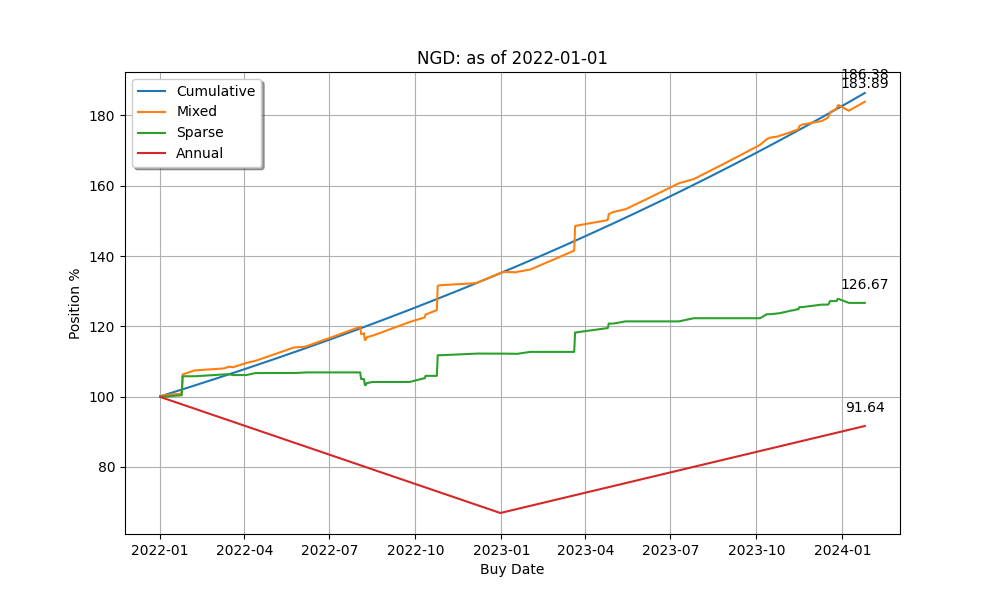 NGD: as of 2022-01-01
Cumulative
Mixed
Sparse
Annual
186.38
183.89
126.67
91.64
180
160
140
120
100
80
Position %
2022-01 2022-04 2022-07 2022-10 2023-01 2023-04 2023-07 2023-10 2024-01
Buy Date